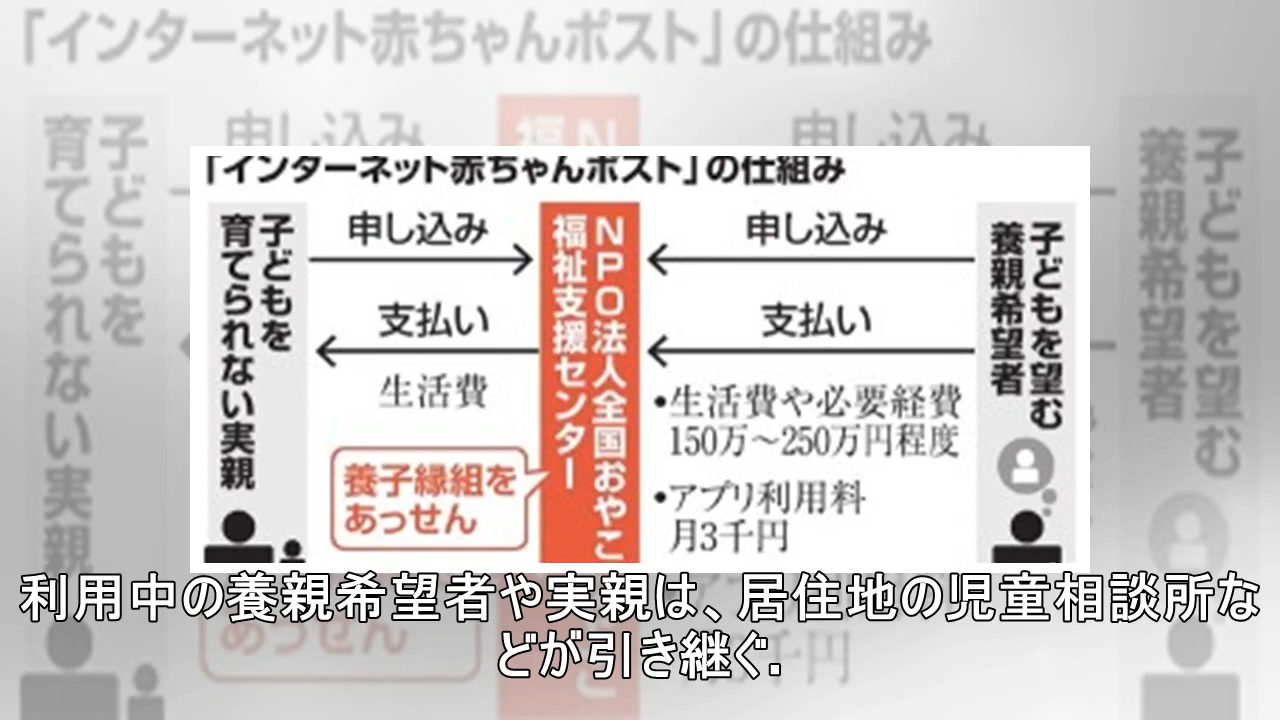 「インターネット赤ちゃんポスト」の仕組み
子どもを
育てられない実親
申し込み
支払い
生活費
養子縁組を
あっせん
NPO法人全国おやこ
福祉支援センター
申し込み
支払い
•生活費や必要経費
150万～250万円程度
•アプリ利用料
月3千円
子どもを望む
養親希望者
利用中の養親希望者や実親は、居住地の児童相談所な
どが引き継ぐ.